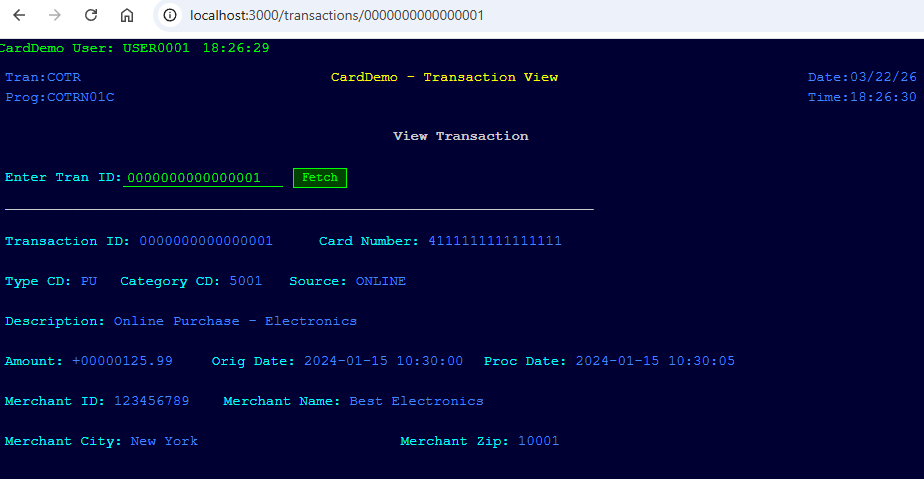 localhost:3000/transactions/0000000000000001
CardDemo User: USER0001 18:26:29
Tran:COTR CardDemo - Transaction View Date:03/22/26
Prog:COTRN01C Time:18:26:30
View Transaction
Enter Tran ID: 0000000000000001 Fetch
Transaction ID: 0000000000000001 Card Number: 4111111111111111
Type CD: PU Category CD: 5001 Source: ONLINE
Description: Online Purchase - Electronics
Amount: +00000125.99 Orig Date: 2024-01-15 10:30:00 Proc Date: 2024-01-15 10:30:05
Merchant ID: 123456789 Merchant Name: Best Electronics
Merchant City: New York Merchant Zip: 10001